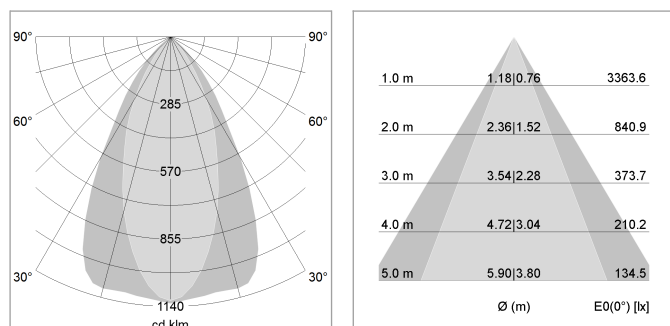 90° 90°
285
60° 60°
570
855
30° 30°
1140
cd klm
1.0 m 1.18|0.76 3363.6
2.0 m 2.36|1.52 840.9
3.0 m 3.54|2.28 373.7
4.0 m 4.72|3.04 210.2
5.0 m 5.90|3.80 134.5
Ø (m) E0(0°) [lx]